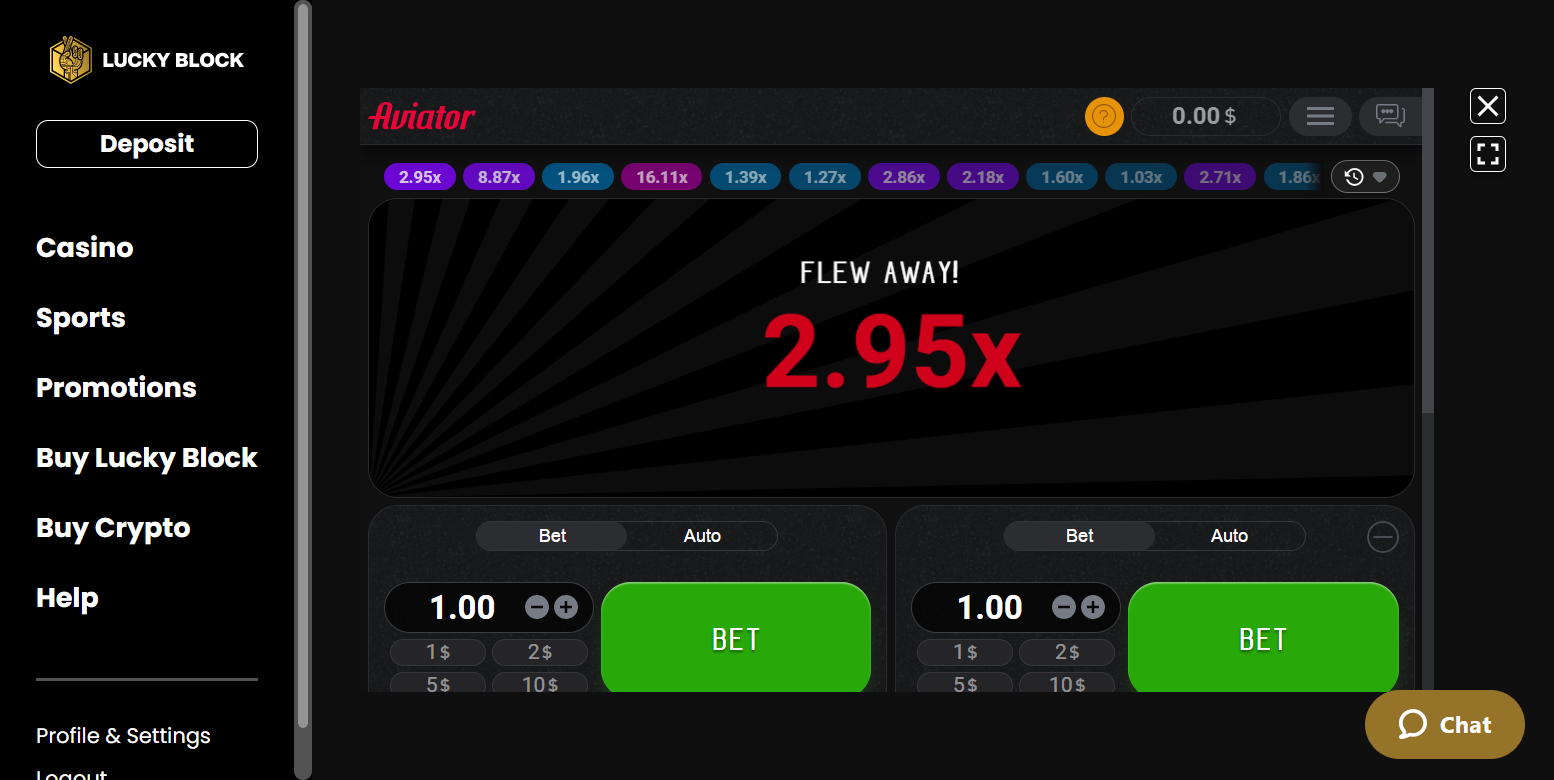 LUCKY BLOCK
Deposit
Casino
Sports
Promotions
Buy Lucky Block
Buy Crypto
Help
Profile & Settings
Logout
Aviator
? 0.00 $
2.95x 8.87x 1.96x 16.11x 1.39x 1.27x 2.86x 2.18x 1.60x 1.03x 2.71x 1.86x
FLEW AWAY!
2.95x
Bet Auto
1.00
BET
1$ 2$
5$ 10$
Bet Auto
1.00
BET
1$ 2$
5$ 10$
Chat